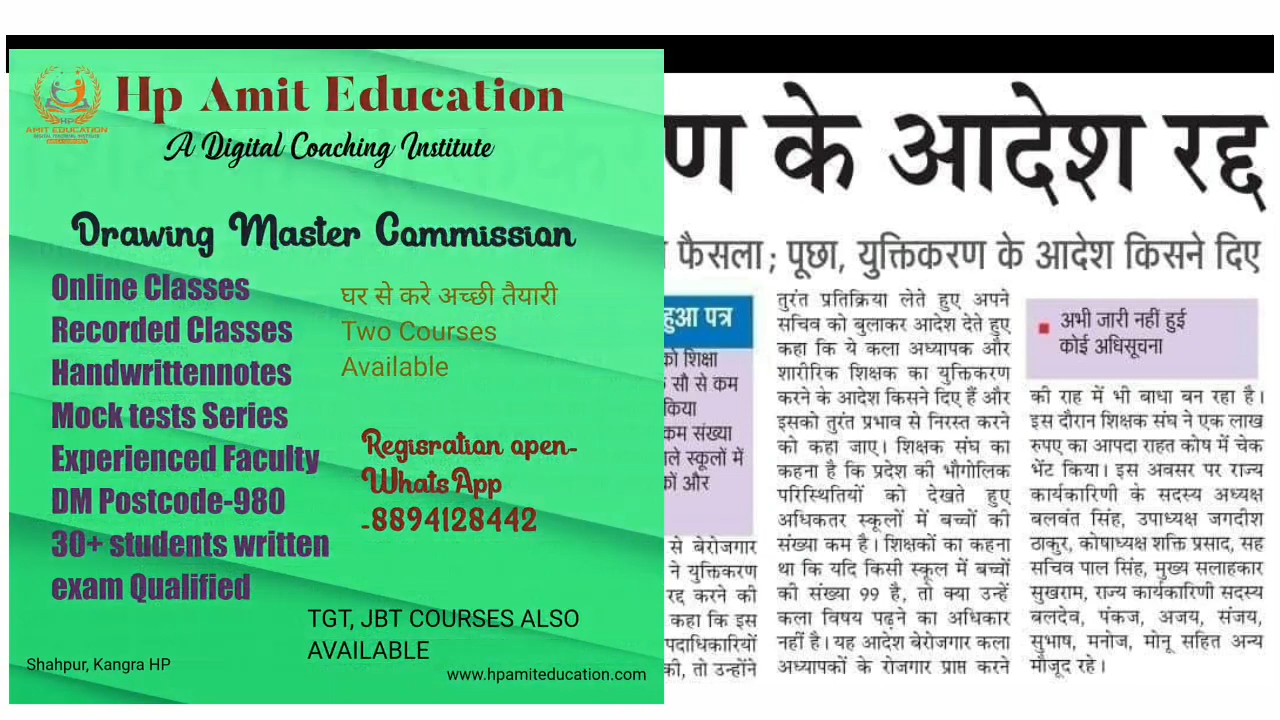 Hp Amit Education
A Digital Coaching Institute
HP
AMIT EDUCATION
Drawing Master Commission
Online Classes
Recorded Classes
Handwrittennotes
Mock tests Series
Experienced Faculty
DM Postcode-980
30+ students written
exam Qualified
घर से करे अच्छी तैयारी
Two Courses
Available
Regisration open-
WhatsApp
-8894128442
TGT, JBT COURSES ALSO
AVAILABLE
Shahpur, Kangra HP
www.hpamiteducation.com
ण के आदेश रद्द
फैसला ; पूछा, युक्तिकरण के आदेश किसने दिए
हुआ पत्र
को शिक्षा
सौ से कम
किया
कम संख्या
ले स्कूलों में
कों और
से बेरोजगार
ने युक्तिकरण
रद्द करने की
कहा कि इस
पदाधिकारियों
की, तो उन्होंने
तुरंत प्रतिक्रिया लेते हुए अपने
सचिव को बुलाकर आदेश देते हुए
कहा कि ये कला अध्यापक और
शारीरिक शिक्षक का युक्तिकरण
करने के आदेश किसने दिए हैं और
इसको तुरंत प्रभाव से निरस्त करने
को कहा जाए। शिक्षक संघ का
कहना है कि प्रदेश की भौगोलिक
परिस्थितियों को देखते हुए
अधिकतर स्कूलों में बच्चों की
संख्या कम है। शिक्षकों का कहना
था कि यदि किसी स्कूल में बच्चों
की संख्या 99 है, तो क्या उन्हें
कला विषय पढ़ने का अधिकार
नहीं है। यह आदेश बेरोजगार कला
अध्यापकों के रोजगार प्राप्त करने
अभी जारी नहीं हुई
कोई अधिसूचना
की राह में भी बाधा बन रहा है।
इस दौरान शिक्षक संघ ने एक लाख
रुपए का आपदा राहत कोष में चेक
भेंट किया। इस अवसर पर राज्य
कार्यकारिणी के सदस्य अध्यक्ष
बलवंत सिंह, उपाध्यक्ष जगदीश
ठाकुर, कोषाध्यक्ष शक्ति प्रसाद, सह
सचिव पाल सिंह, मुख्य सलाहकार
सुखराम, राज्य कार्यकारिणी सदस्य
बलदेव, पंकज, अजय, संजय,
सुभाष, मनोज, मोनू सहित अन्य
मौजूद रहे।